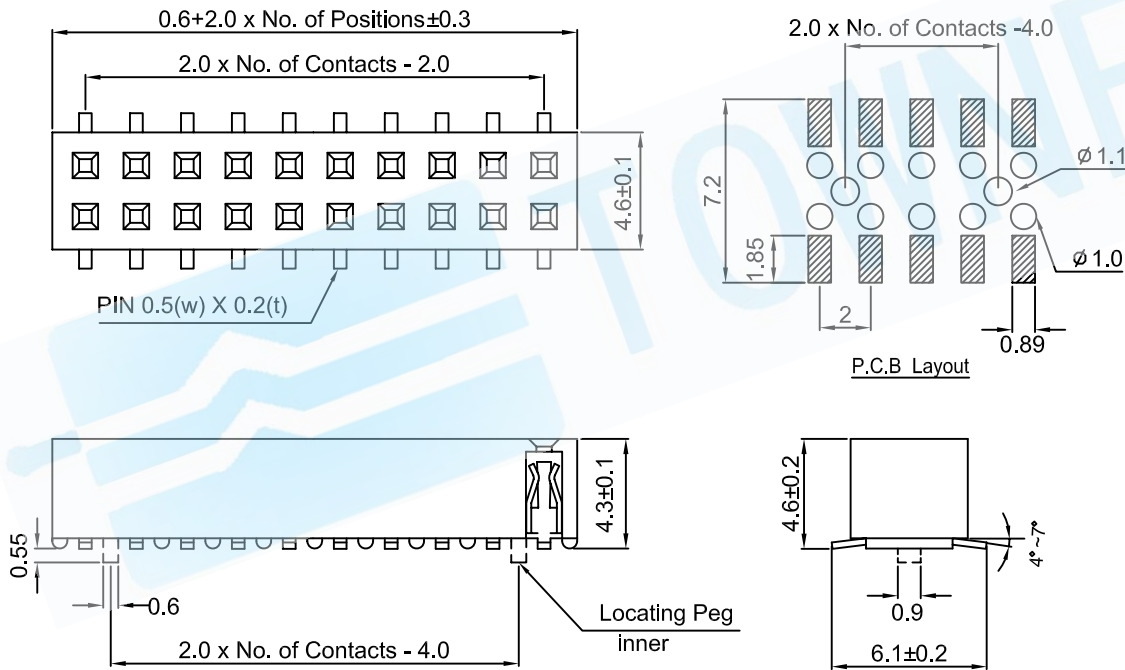 0.6+2.0 x No. of Positions±0.3
2.0 x No. of Contacts - 2.0
4.6±0.1
PIN 0.5(w) X 0.2(t)
2.0 x No. of Contacts -4.0
7.2
1.85
2
0.89
Ø 1.1
Ø 1.0
P.C.B Layout
4.3±0.1
0.55
0.6
2.0 x No. of Contacts - 4.0
Locating Peg
inner
4.6±0.2
4°~7°
0.9
6.1±0.2